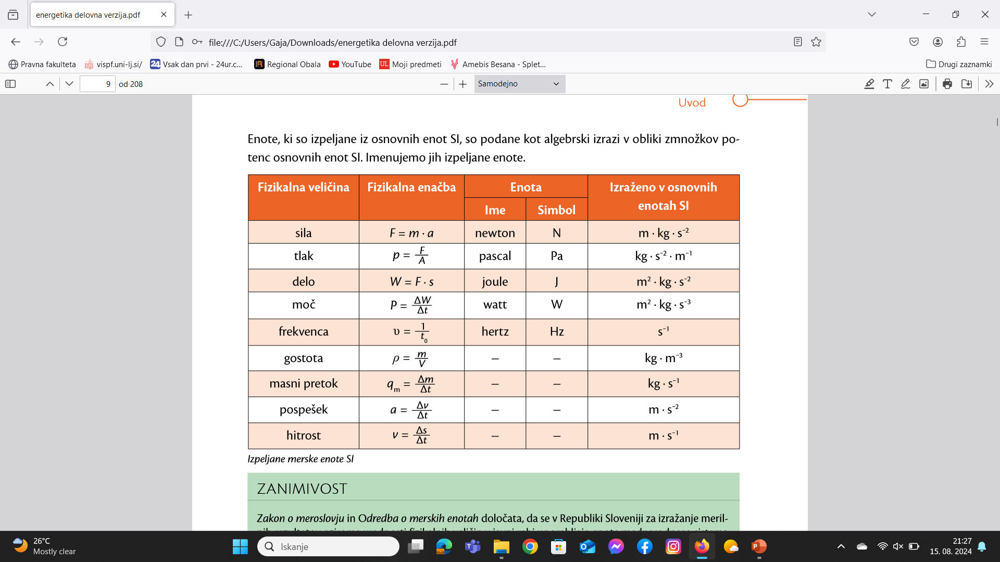 energetika delovna verzija.pdf
file:///C:/Users/Gaja/Downloads/energetika delovna verzija.pdf
Pravna fakulteta vispf.uni-lj.si/ 24 Vsak dan prvi - 24ur.c... R Regional Obala YouTube UL Moji predmeti Amebis Besana - Splet... Drugi zaznamki
9 od 208 Samodejno
Uvod
Enote, ki so izpeljane iz osnovnih enot SI, so podane kot algebrski izrazi v obliki zmnožkov po-
tenc osnovnih enot SI. Imenujemo jih izpeljane enote.
Fizikalna veličina Fizikalna enačba Enota Izraženo v osnovnih enotah SI
Ime Simbol
sila F = m · a newton N m · kg · s⁻²
tlak p = F/A pascal Pa kg · s⁻² · m⁻¹
delo W = F · s joule J m² · kg · s⁻²
moč P = ΔW/Δt watt W m² · kg · s⁻³
frekvenca υ = 1/t₀ hertz Hz s⁻¹
gostota ρ = m/V – – kg · m⁻³
masni pretok qₘ = Δm/Δt – – kg · s⁻¹
pospešek a = Δv/Δt – – m · s⁻²
hitrost v = Δs/Δt – – m · s⁻¹
Izpeljane merske enote SI
ZANIMIVOST
Zakon o meroslovju in Odredba o merskih enotah določata, da se v Republiki Sloveniji za izražanje meril-
26°C
Mostly clear
Iskanje
21:27
15. 08. 2024